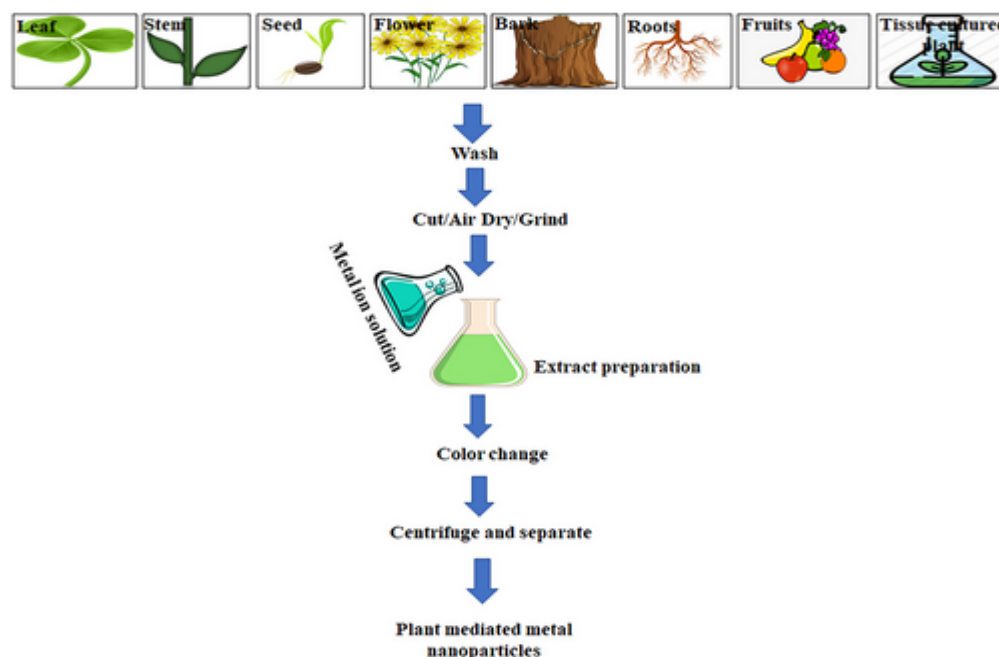 Leaf
Stem
Seed
Flower
Bark
Roots
Fruits
Tissue cultured
plant
Wash
Cut/Air Dry/Grind
Metal ion solution
Extract preparation
Color change
Centrifuge and separate
Plant mediated metal
nanoparticles